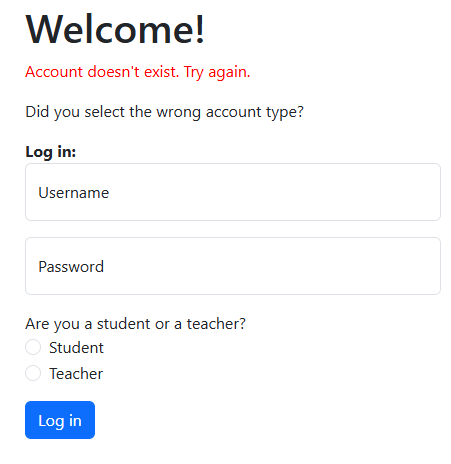 Welcome!
Account doesn't exist. Try again.
Did you select the wrong account type?
Log in:
Username
Password
Are you a student or a teacher?
Student
Teacher
Log in